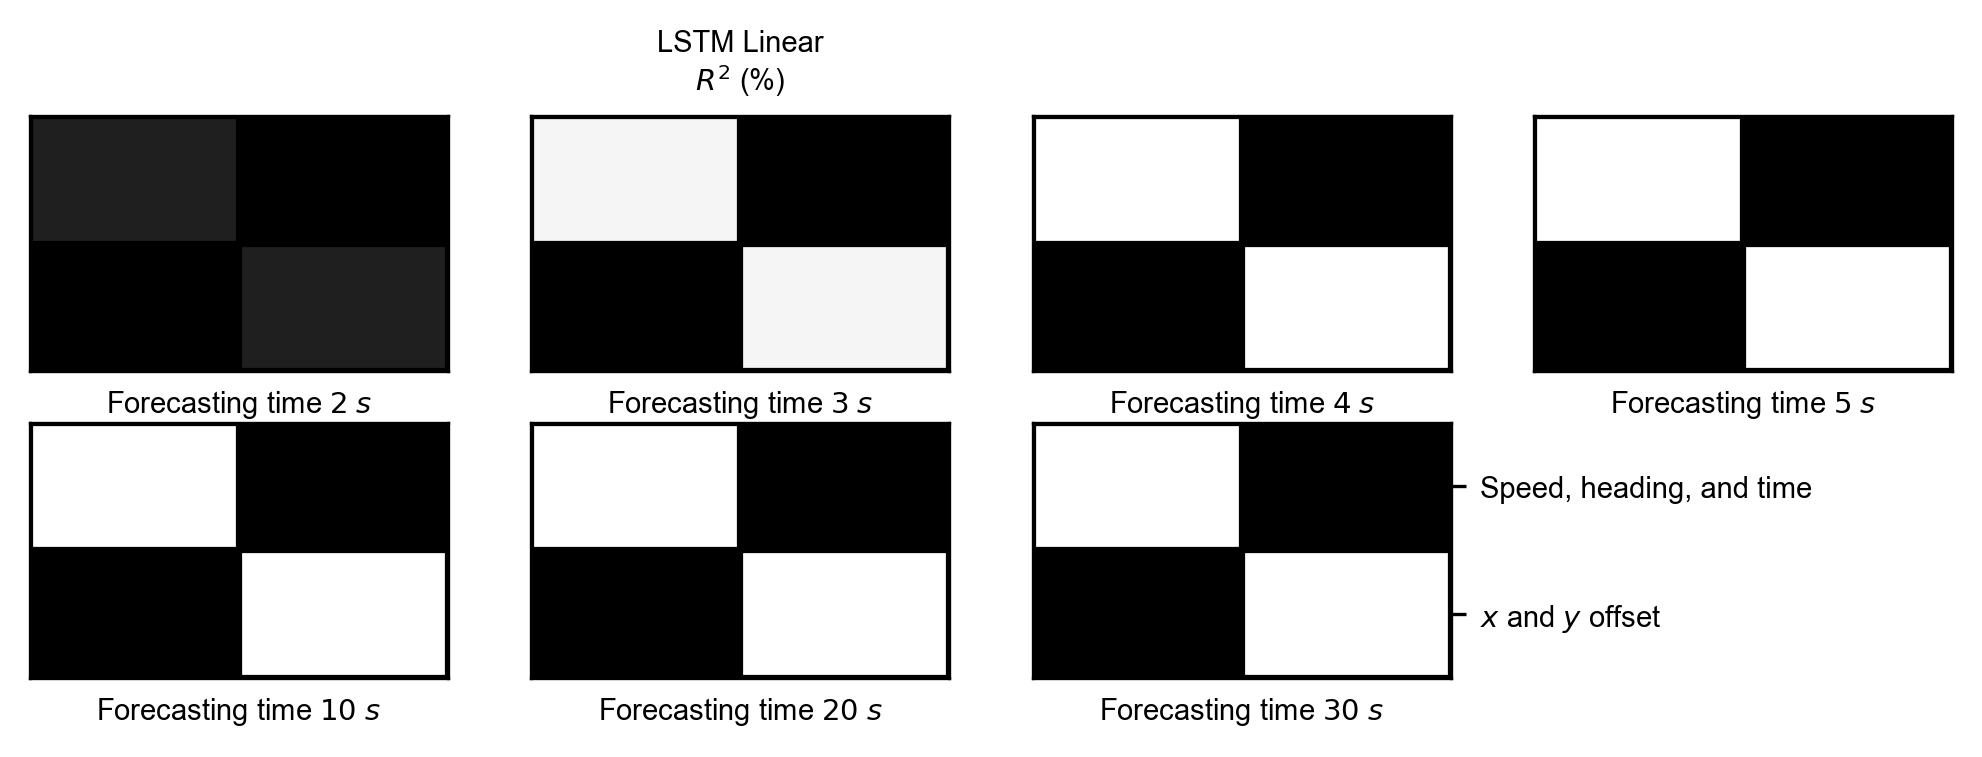 LSTM Linear
R² (%)
Forecasting time 2 s
Forecasting time 3 s
Forecasting time 4 s
Forecasting time 5 s
Speed, heading, and time
x and y offset
Forecasting time 10 s
Forecasting time 20 s
Forecasting time 30 s